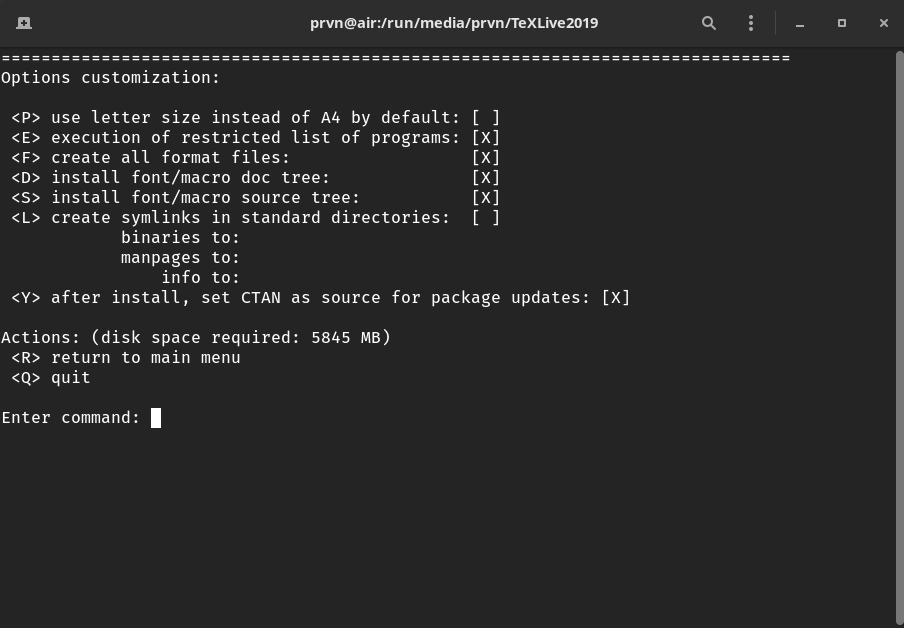 prvn@air:/run/media/prvn/TeXLive2019
===============================================================================
Options customization:

 <P> use letter size instead of A4 by default: [ ]
 <E> execution of restricted list of programs: [X]
 <F> create all format files:                  [X]
 <D> install font/macro doc tree:              [X]
 <S> install font/macro source tree:           [X]
 <L> create symlinks in standard directories:  [ ]
            binaries to:
            manpages to:
                info to:
 <Y> after install, set CTAN as source for package updates: [X]

Actions: (disk space required: 5845 MB)
 <R> return to main menu
 <Q> quit

Enter command: